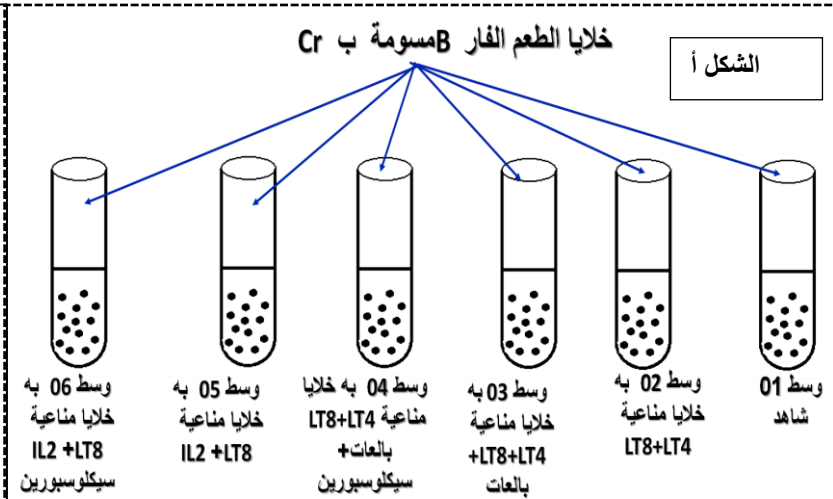 خلايا الطعم الفار Bمسومة ب Cr
الشكل أ
وسط 01
شاهد
وسط 02 به
خلايا مناعية
LT8+LT4
وسط 03 به
خلايا مناعية
+LT8+LT4
بالعات
وسط 04 به خلايا
مناعية LT8+LT4
بالعات+
سيكلوسبورين
وسط 05 به
خلايا مناعية
IL2 +LT8
وسط 06 به
خلايا مناعية
IL2 +LT8
سيكلوسبورين